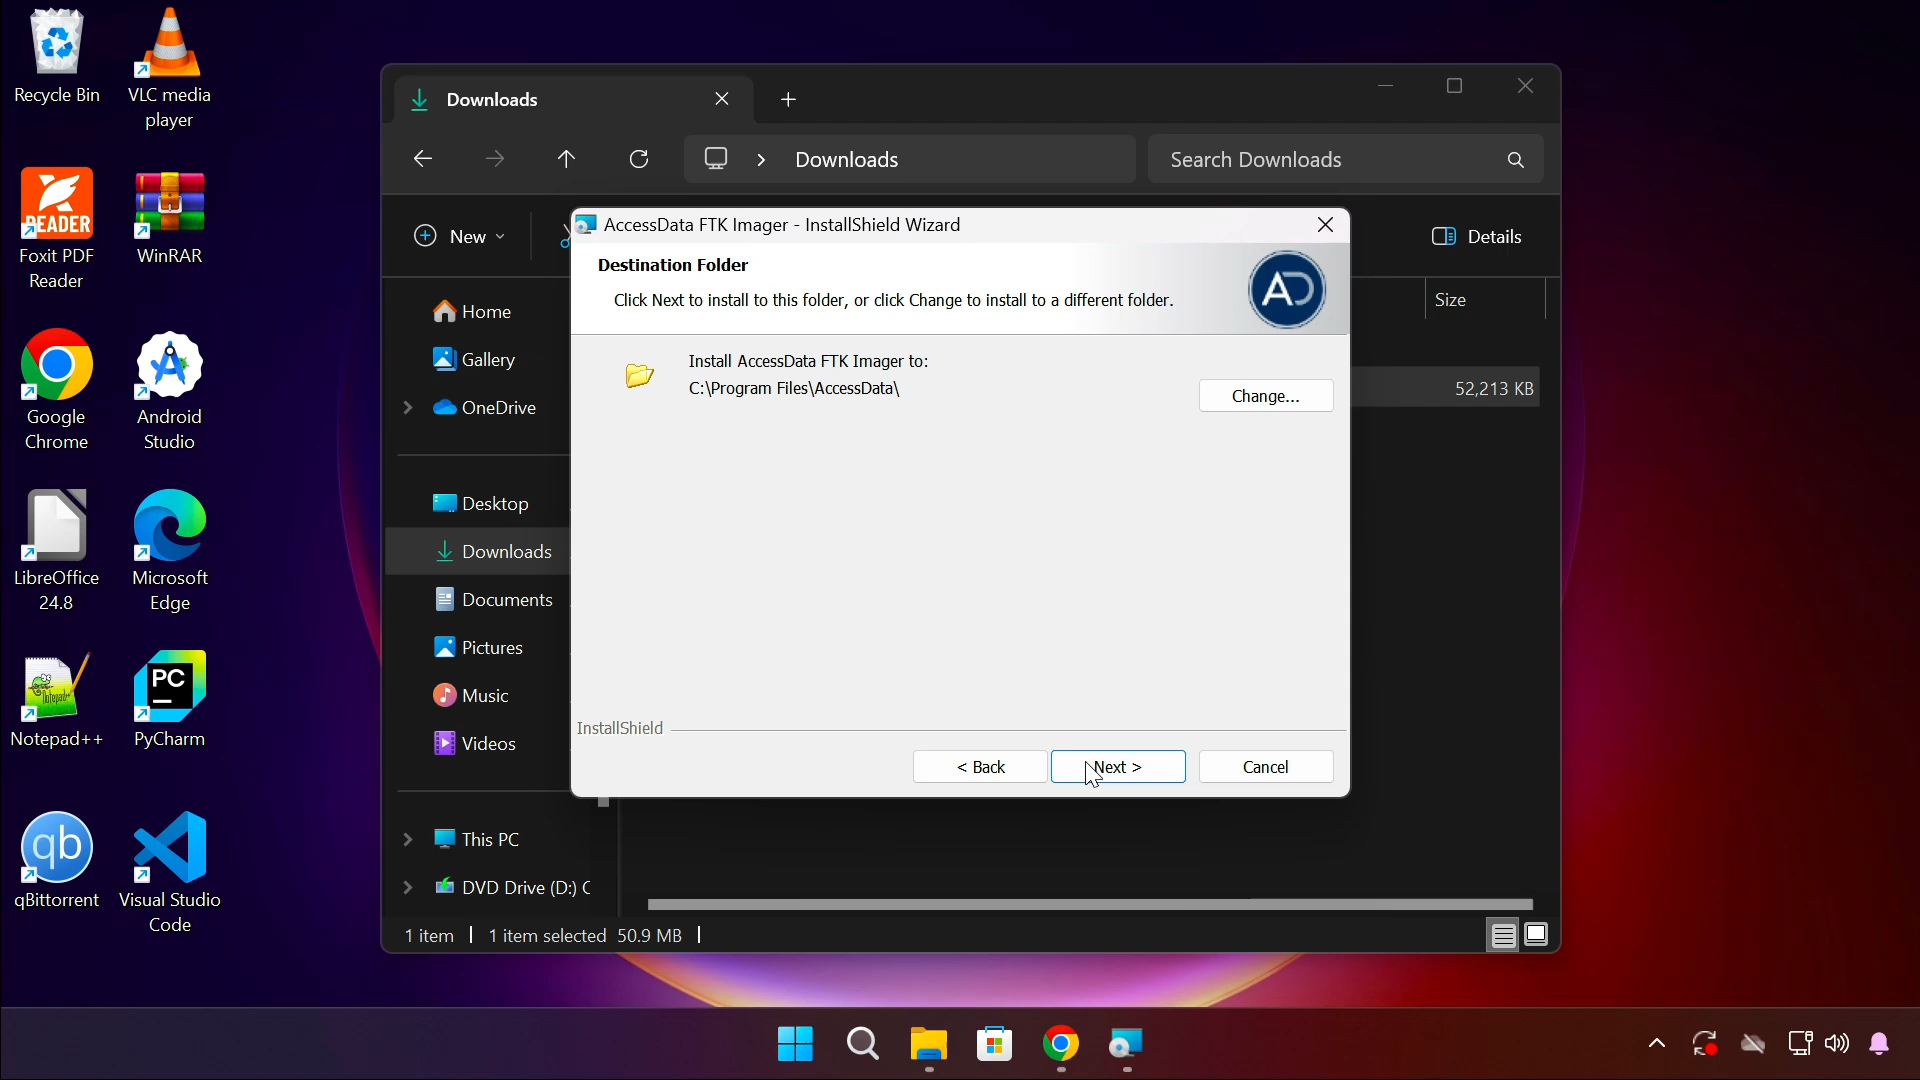 Recycle Bin
VLC media
player
READER
Foxit PDF
Reader
WinRAR
Google
Chrome
Android
Studio
LibreOffice
24.8
Microsoft
Edge
Notepad++
PC
PyCharm
qb
qBittorrent
Visual Studio
Code
Downloads
Downloads
Search Downloads
New
Details
Home
Gallery
OneDrive
Desktop
Downloads
Documents
Pictures
Music
Videos
This PC
DVD Drive (D:) C
Size
52,213 KB
AccessData FTK Imager - InstallShield Wizard
Destination Folder
Click Next to install to this folder, or click Change to install to a different folder.
AD
Install AccessData FTK Imager to:
C:\Program Files\AccessData\
Change...
InstallShield
< Back
Next >
Cancel
1 item
1 item selected 50.9 MB